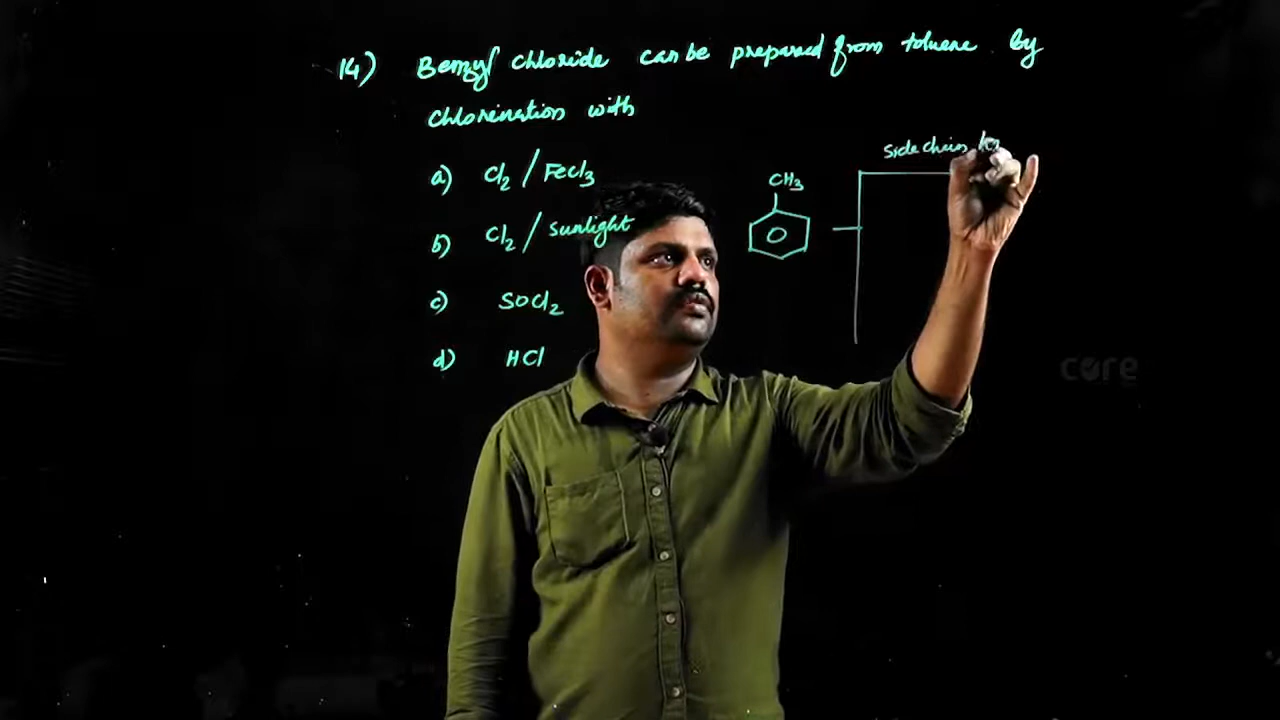 14) Benzyl chloride can be prepared from toluene by
chlorination with
a) Cl2 / FeCl3
b) Cl2 / Sunlight
c) SOCl2
d) HCl
CH3
Side chain
core